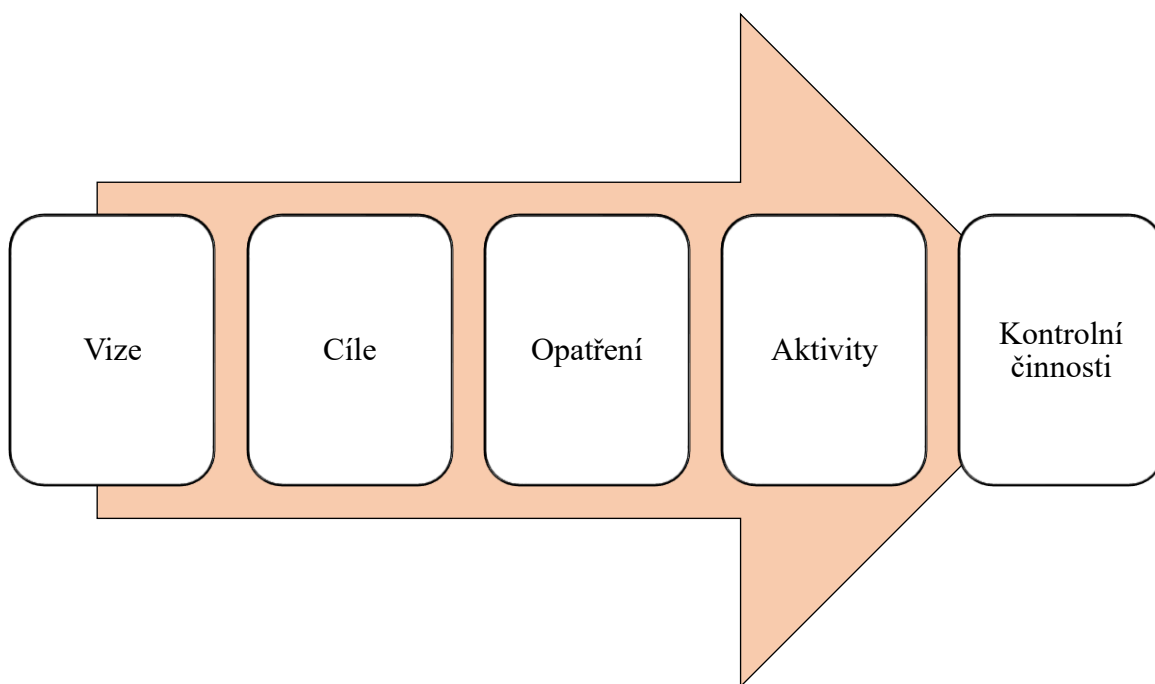 Vize
Cíle
Opatření
Aktivity
Kontrolní
činnosti